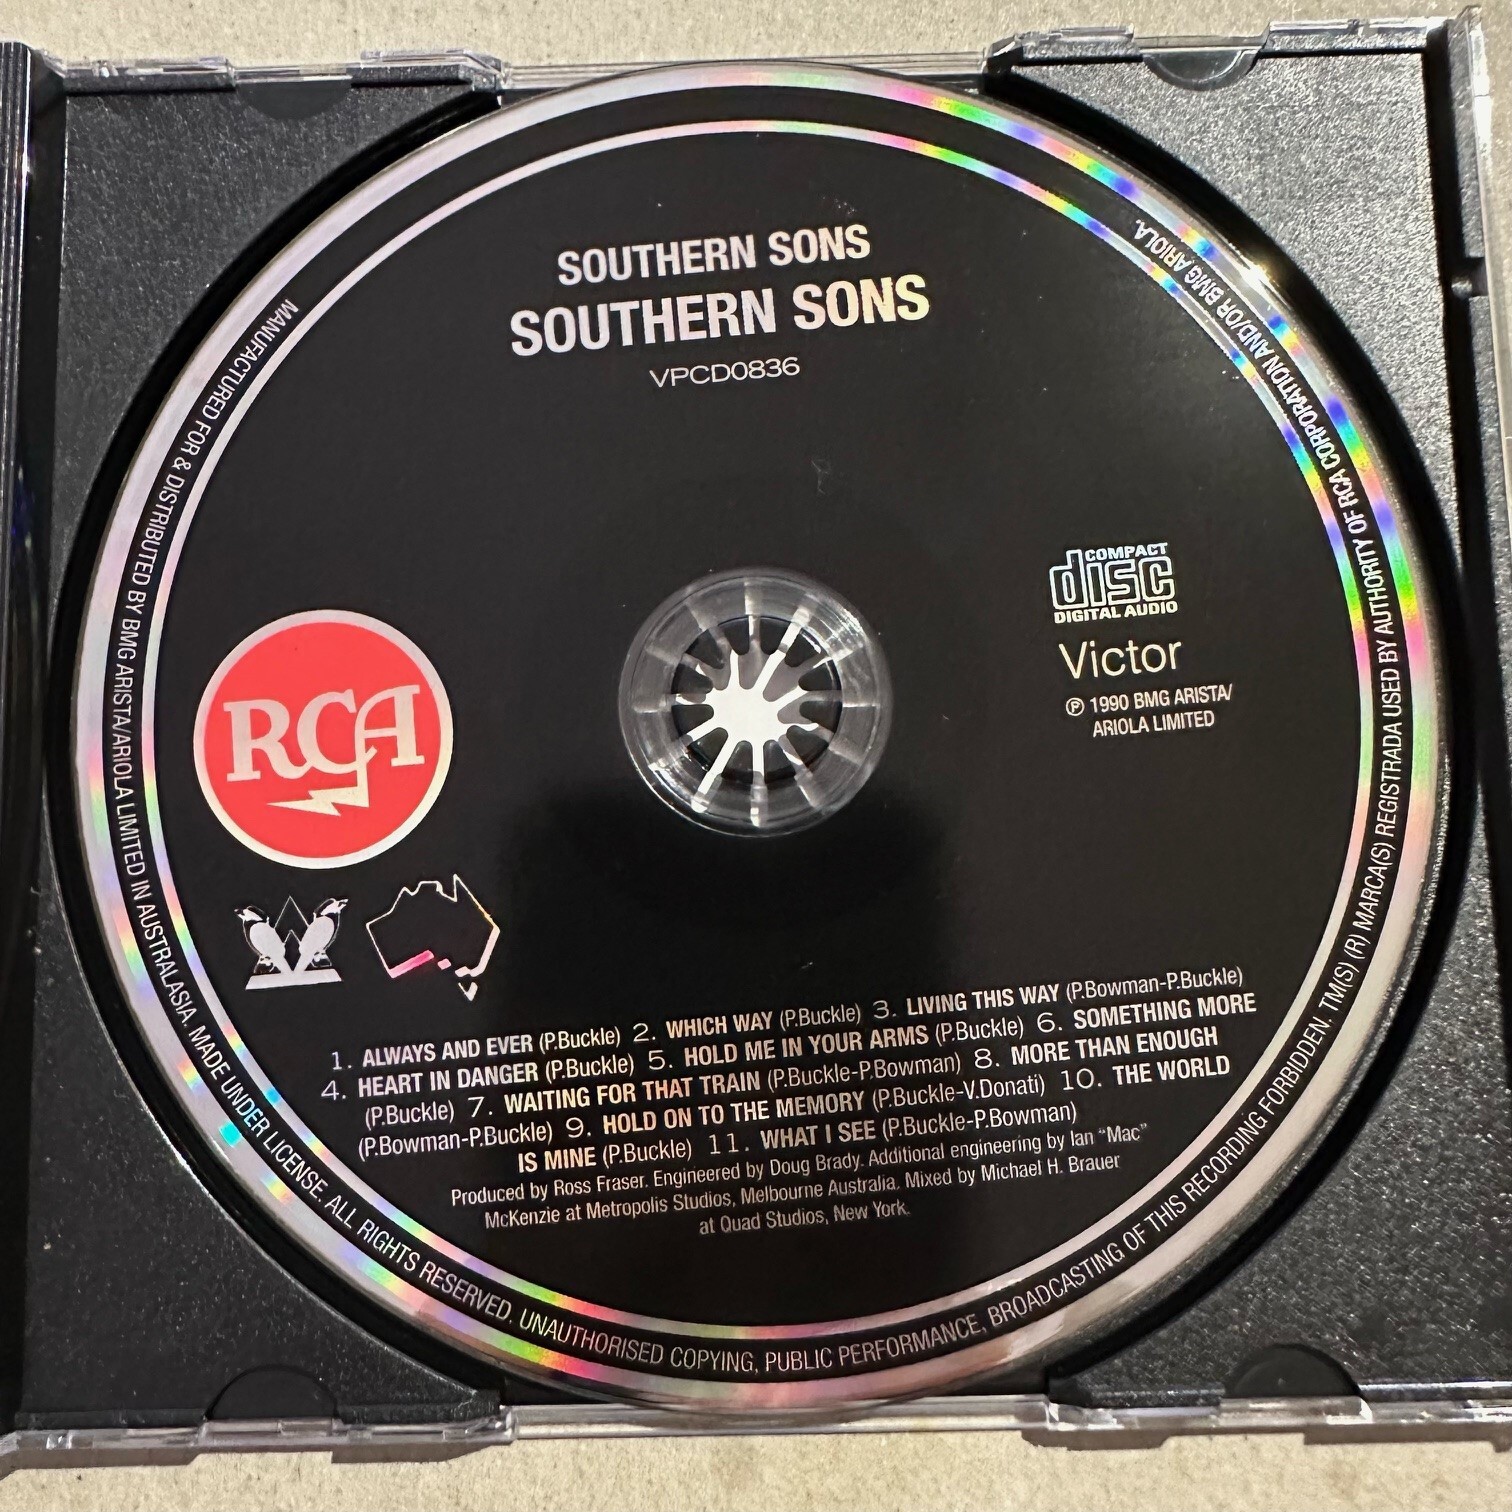 SOUTHERN SONS
SOUTHERN SONS
VPCD0836
COMPACT
disc
DIGITAL AUDIO
Victor
℗ 1990 BMG ARISTA/
ARIOLA LIMITED
RCA
1. ALWAYS AND EVER (P.Buckle) 2. WHICH WAY (P.Buckle) 3. LIVING THIS WAY (P.Bowman-P.Buckle)
4. HEART IN DANGER (P.Buckle) 5. HOLD ME IN YOUR ARMS (P.Buckle) 6. SOMETHING MORE
(P.Buckle) 7. WAITING FOR THAT TRAIN (P.Buckle-P.Bowman) 8. MORE THAN ENOUGH
(P.Bowman-P.Buckle) 9. HOLD ON TO THE MEMORY (P.Buckle-V.Donati) 10. THE WORLD
IS MINE (P.Buckle) 11. WHAT I SEE (P.Buckle-P.Bowman)
Produced by Ross Fraser. Engineered by Doug Brady. Additional engineering by Ian "Mac"
McKenzie at Metropolis Studios, Melbourne Australia. Mixed by Michael H. Brauer
at Quad Studios, New York.
MANUFACTURED FOR & DISTRIBUTED BY BMG ARISTA/ARIOLA LIMITED IN AUSTRALASIA. MADE UNDER LICENSE. ALL RIGHTS RESERVED. UNAUTHORISED COPYING, PUBLIC PERFORMANCE, BROADCASTING OF THIS RECORDING FORBIDDEN. TM(S) (R) MARCA(S) REGISTRADA USED BY AUTHORITY OF RCA CORPORATION AND/OR BMG ARIOLA.